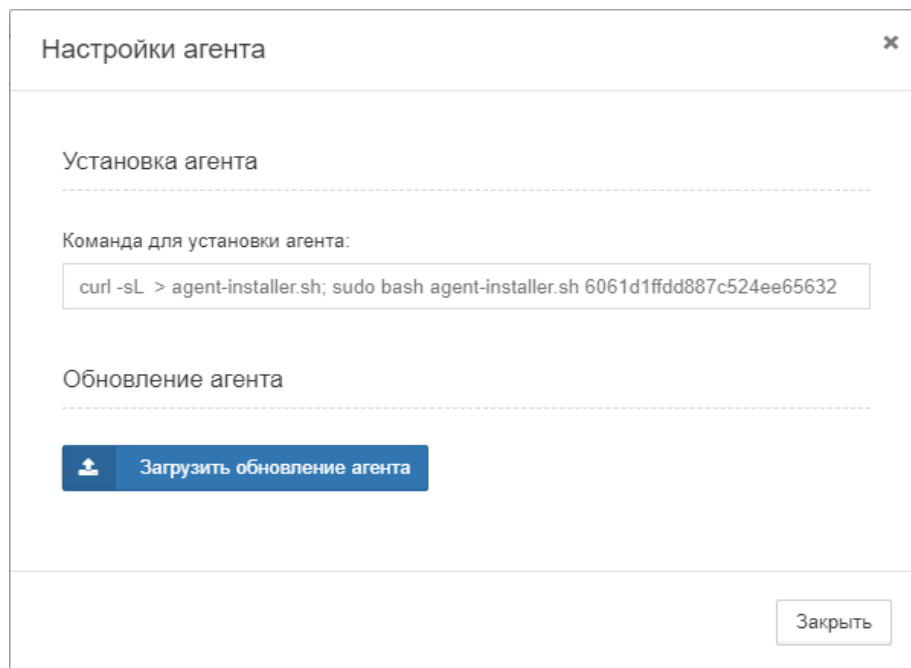 Настройки агента
Установка агента
Команда для установки агента:
curl -sL  > agent-installer.sh; sudo bash agent-installer.sh 6061d1ffdd887c524ee65632
Обновление агента
Загрузить обновление агента
Закрыть